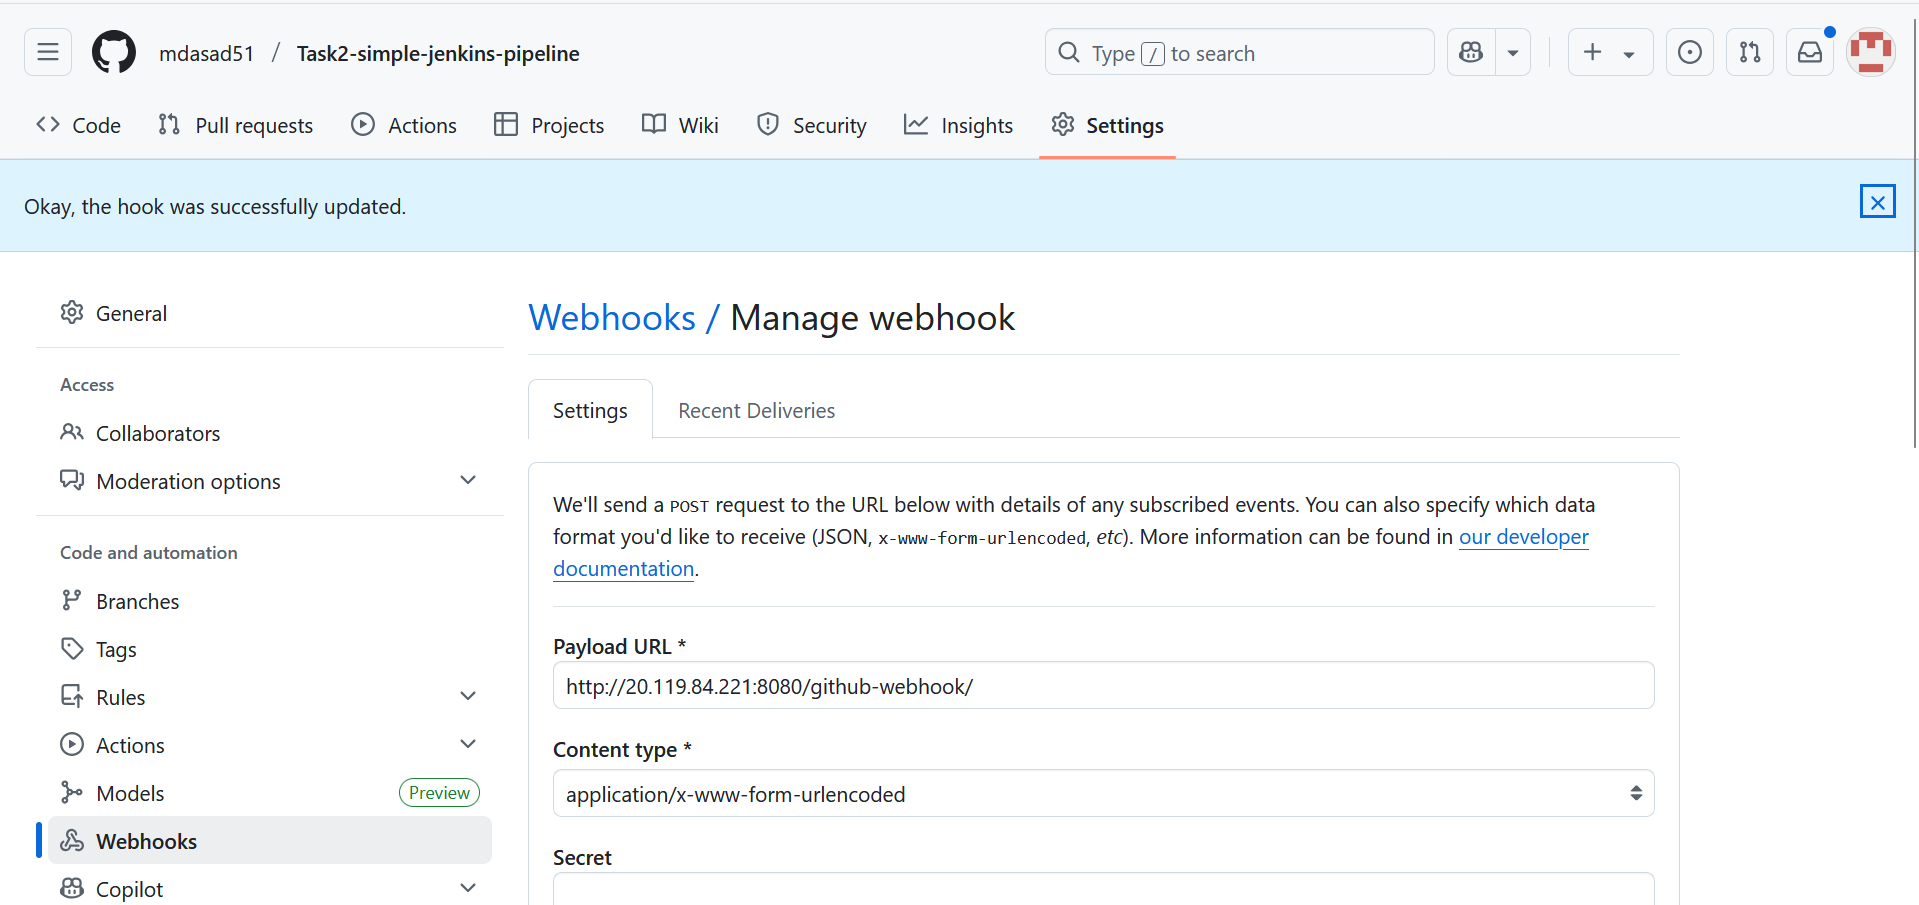 mdasad51 / Task2-simple-jenkins-pipeline
Type / to search
Code
Pull requests
Actions
Projects
Wiki
Security
Insights
Settings
Okay, the hook was successfully updated.
General
Access
Collaborators
Moderation options
Code and automation
Branches
Tags
Rules
Actions
Models
Preview
Webhooks
Copilot
Webhooks / Manage webhook
Settings
Recent Deliveries
We'll send a POST request to the URL below with details of any subscribed events. You can also specify which data
format you'd like to receive (JSON, x-www-form-urlencoded, etc). More information can be found in our developer
documentation.
Payload URL *
http://20.119.84.221:8080/github-webhook/
Content type *
application/x-www-form-urlencoded
Secret